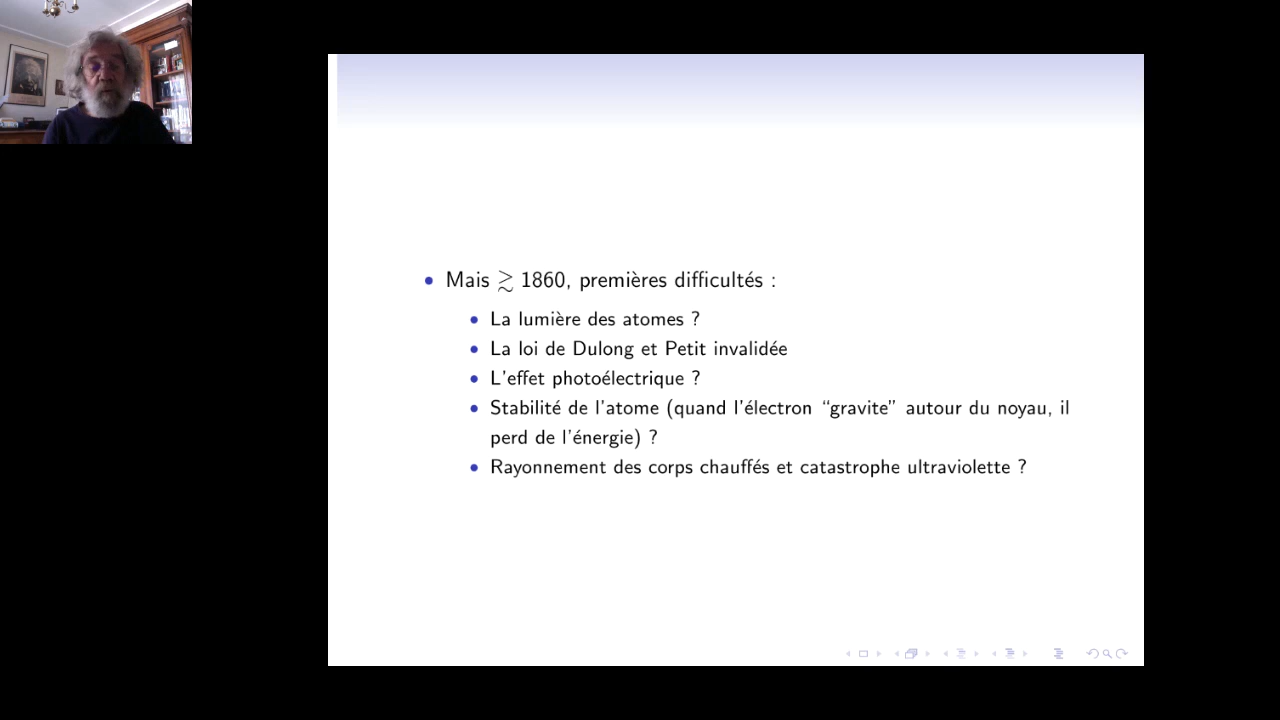 • Mais ≳ 1860, premières difficultés :
• La lumière des atomes ?
• La loi de Dulong et Petit invalidée
• L'effet photoélectrique ?
• Stabilité de l'atome (quand l'électron “gravite” autour du noyau, il
perd de l'énergie) ?
• Rayonnement des corps chauffés et catastrophe ultraviolette ?